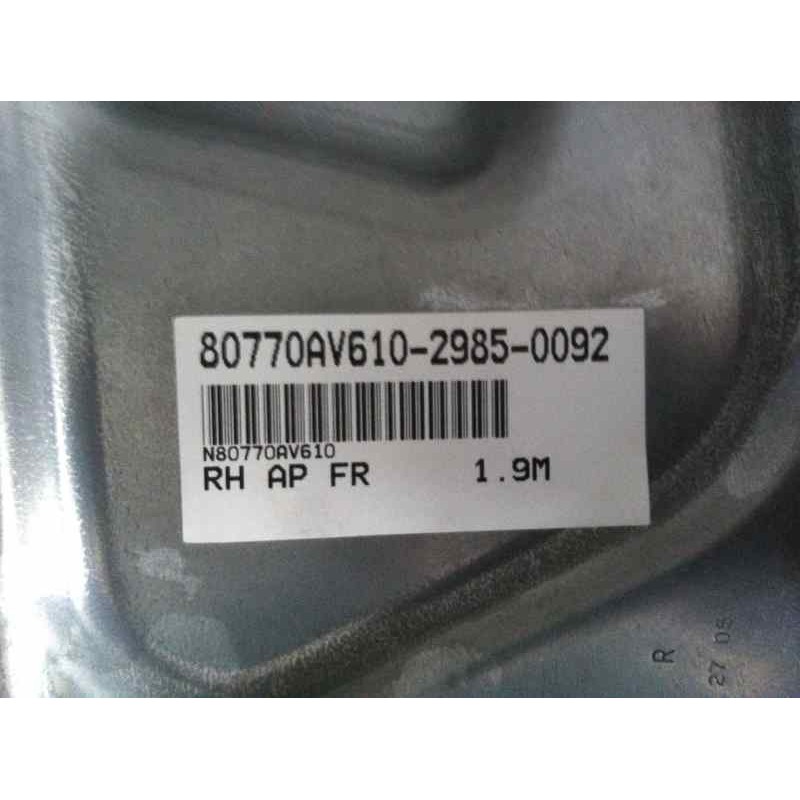 80770AV610-2985-0092
N80770AV610
RH AP FR 1.9M
R
27 05